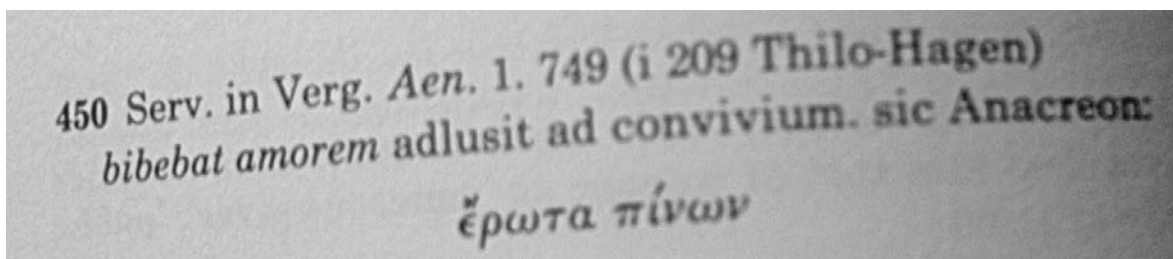 450 Serv. in Verg. Aen. 1. 749 (i 209 Thilo-Hagen)
bibebat amorem adlusit ad convivium. sic Anacreon:
ἔρωτα πίνων